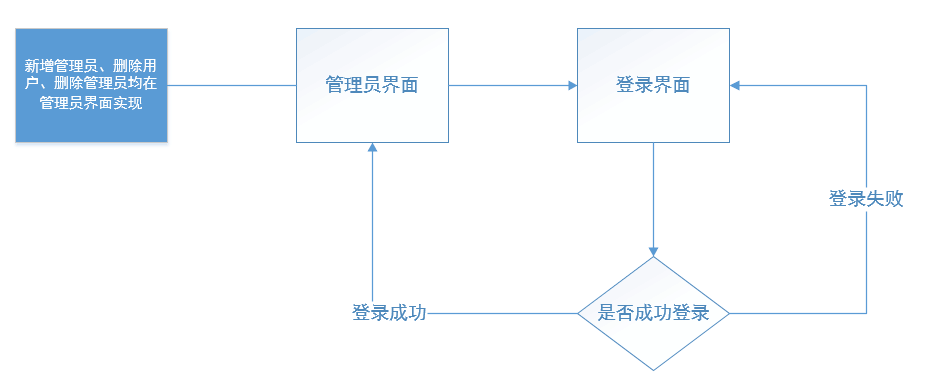 新增管理员、删除用
户、删除管理员均在
管理员界面实现
管理员界面
登录界面
登录失败
登录成功
是否成功登录